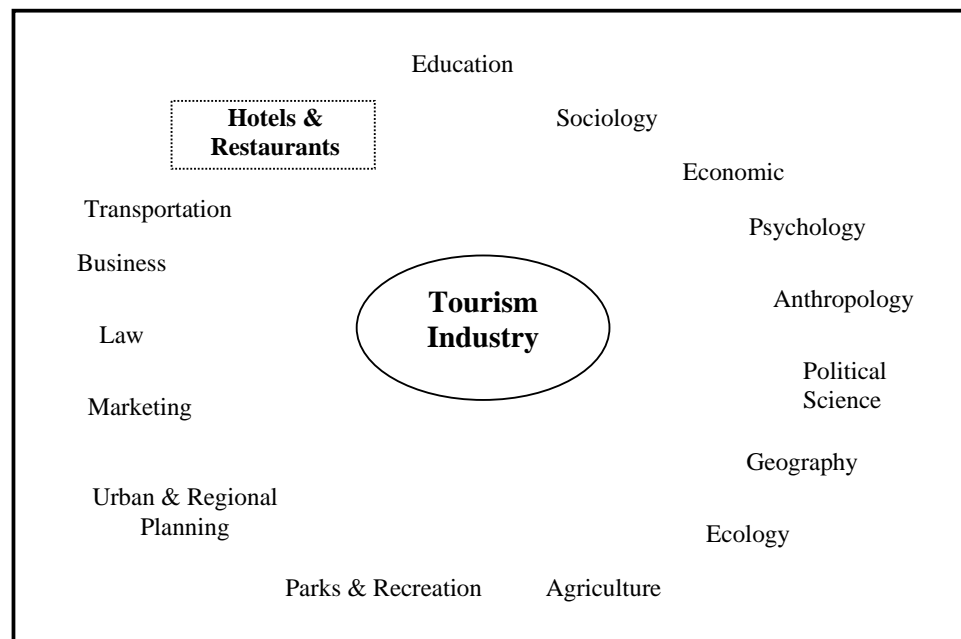 Education
Hotels &
Restaurants
Sociology
Economic
Transportation
Psychology
Business
Anthropology
Tourism
Industry
Law
Political
Science
Marketing
Geography
Urban & Regional
Planning
Ecology
Parks & Recreation
Agriculture